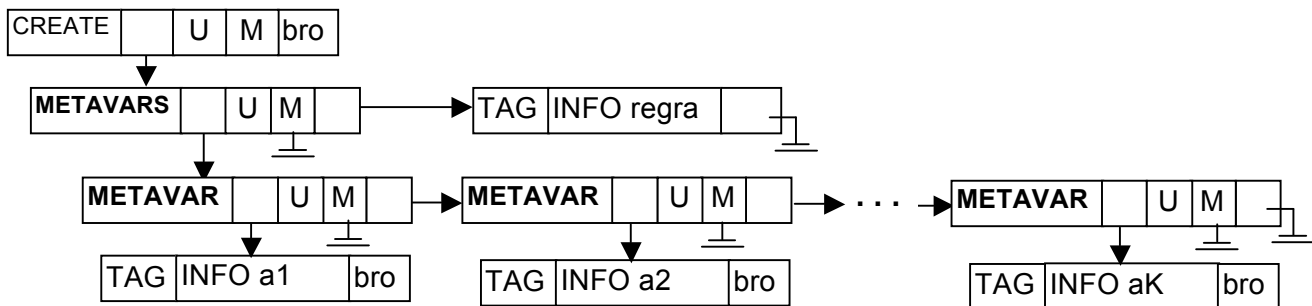 CREATE U M bro
METAVARS U M TAG INFO regra
METAVAR U M METAVAR U M . . . METAVAR U M
TAG INFO a1 bro TAG INFO a2 bro TAG INFO aK bro